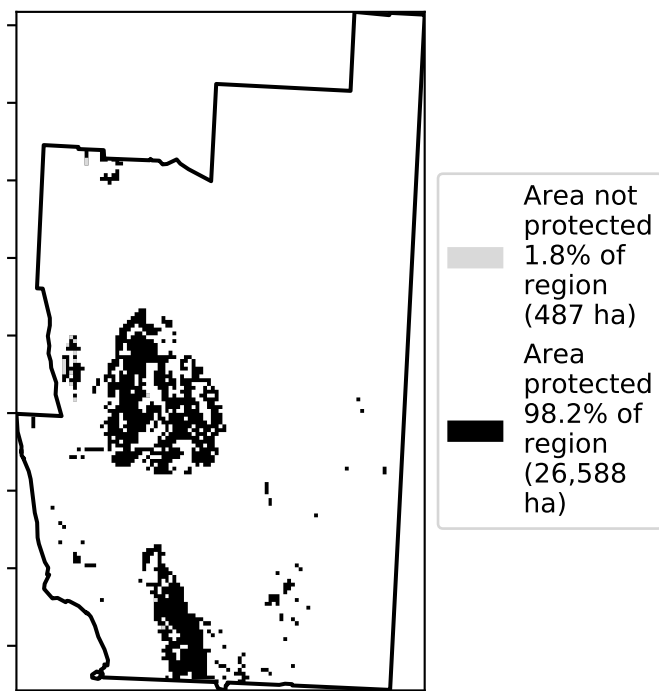 Area not
protected
1.8% of
region
(487 ha)
Area
protected
98.2% of
region
(26,588
ha)